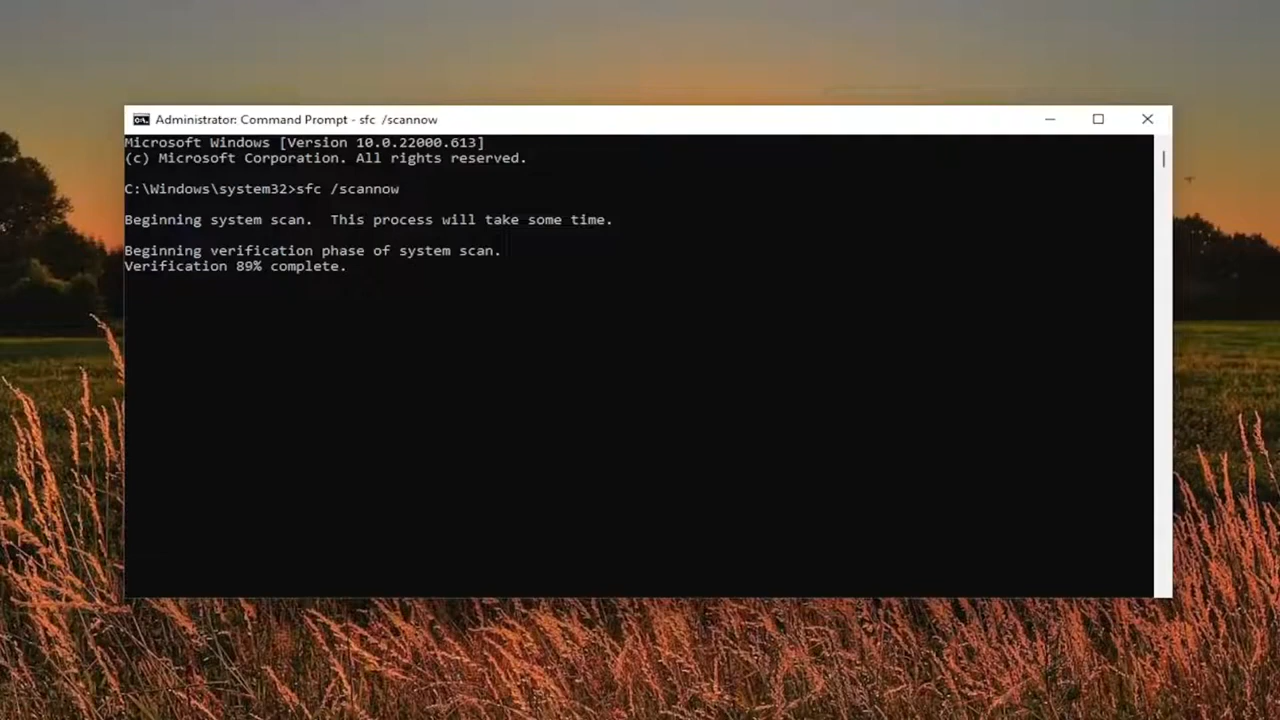 Administrator: Command Prompt - sfc  /scannow
Microsoft Windows [Version 10.0.22000.613]
(c) Microsoft Corporation. All rights reserved.
C:\Windows\system32>sfc /scannow
Beginning system scan.  This process will take some time.
Beginning verification phase of system scan.
Verification 89% complete.